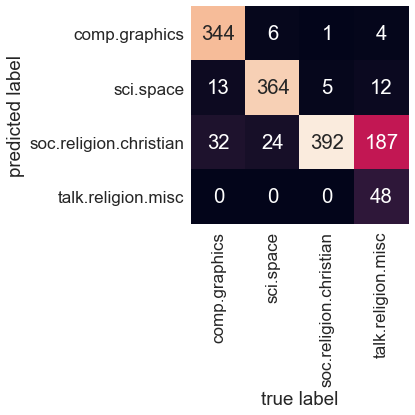 predicted label
comp.graphics 344 6 1 4
sci.space 13 364 5 12
soc.religion.christian 32 24 392 187
talk.religion.misc 0 0 0 48
comp.graphics
sci.space
soc.religion.christian
talk.religion.misc
true label